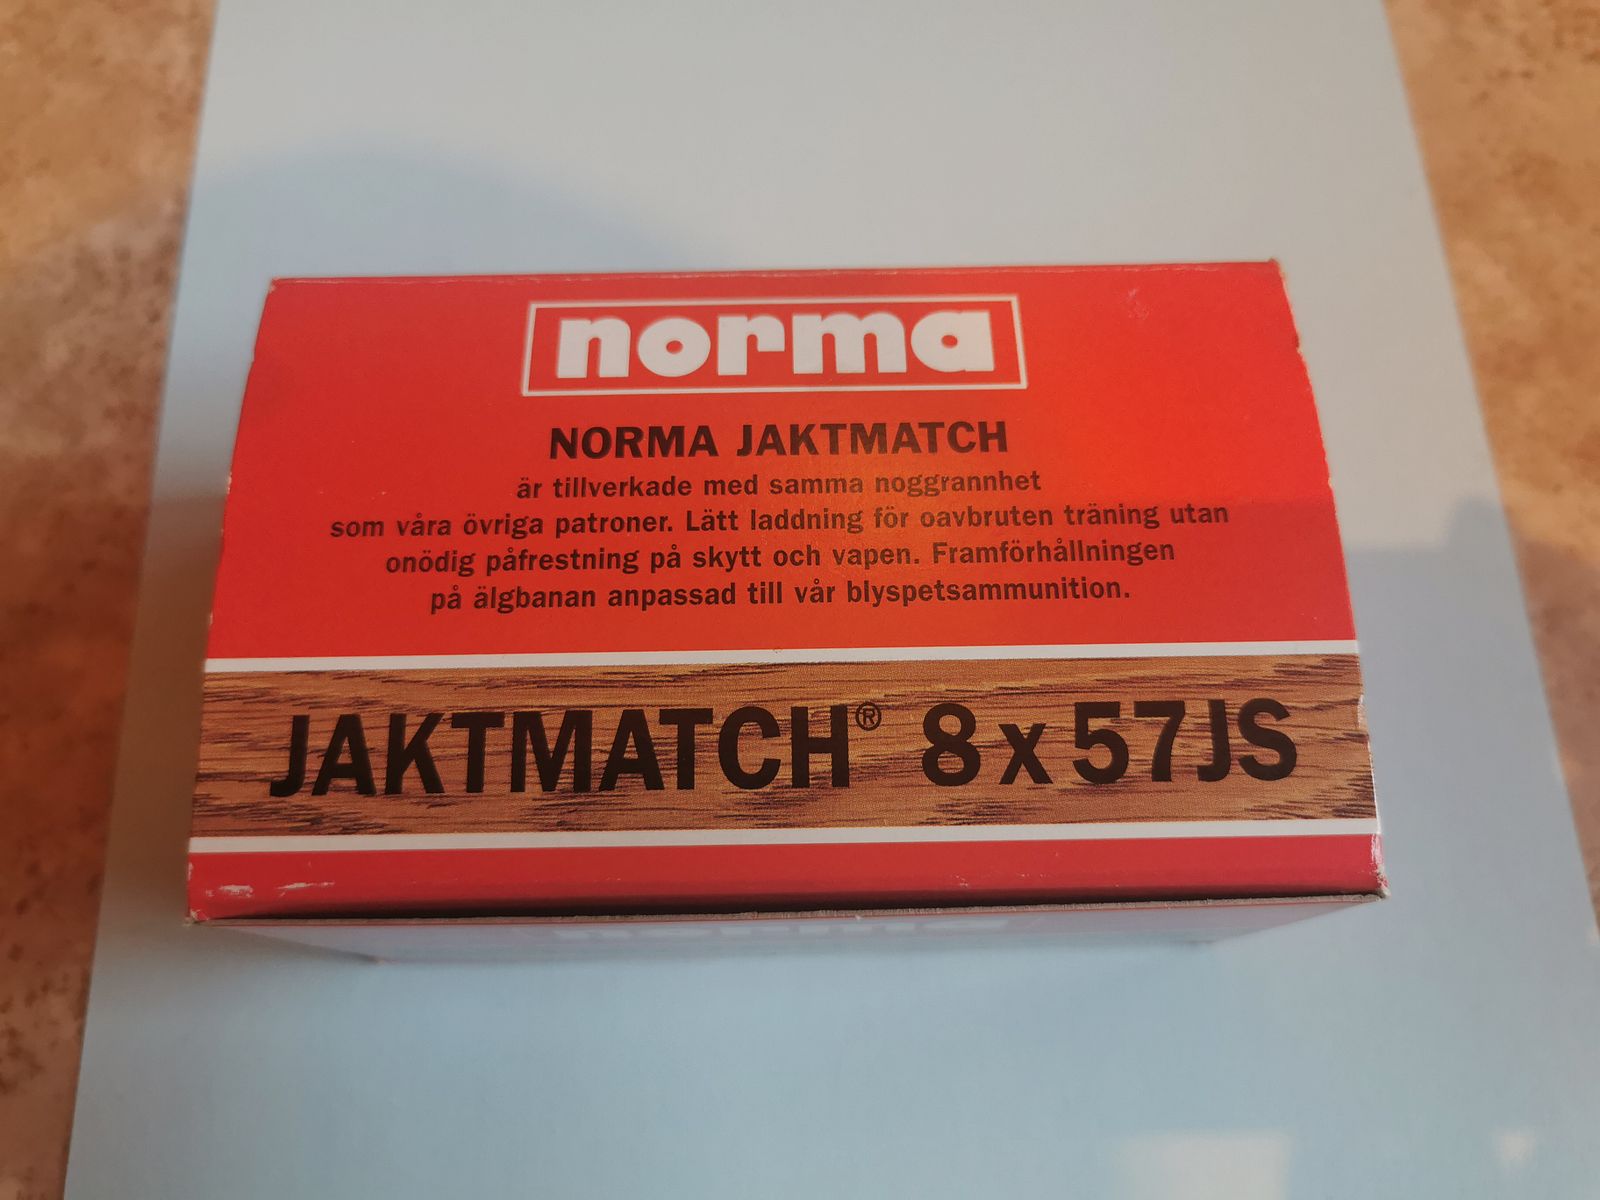 norma
NORMA JAKTMATCH
är tillverkade med samma noggrannhet
som våra övriga patroner. Lätt laddning för oavbruten träning utan
onödig påfrestning på skytt och vapen. Framförhållningen
på älgbanan anpassad till vår blyspetsammunition.
JAKTMATCH® 8x57JS
norma